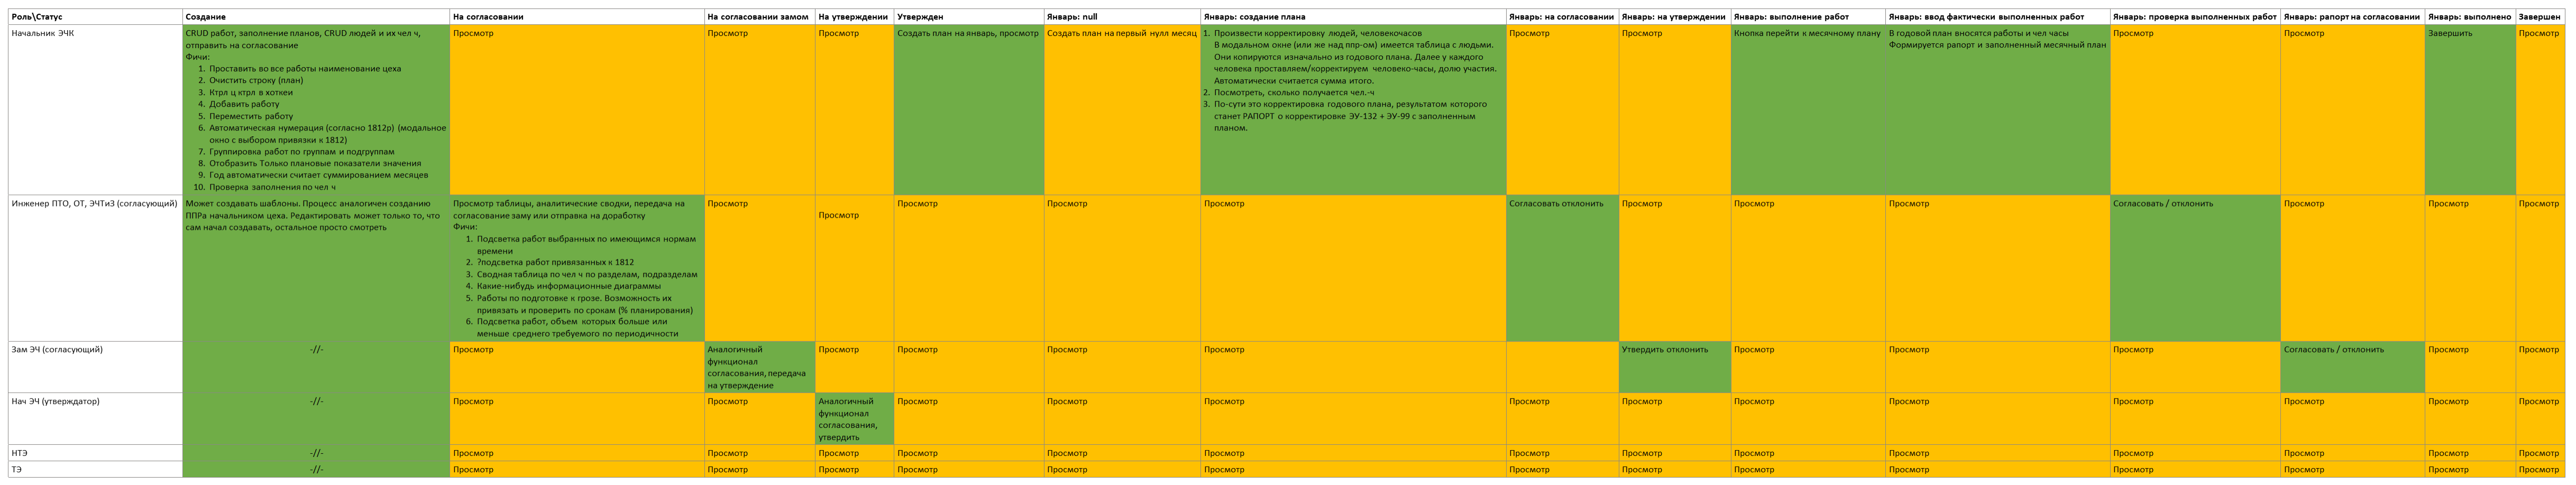 Роль\Статус
Создание
На согласовании
На согласовании замом
На утверждении
Утвержден
Январь: null
Январь: создание плана
Январь: на согласовании
Январь: на утверждении
Январь: выполнение работ
Январь: ввод фактически выполненных работ
Январь: проверка выполненных работ
Январь: рапорт на согласовании
Январь: выполнено
Завершен
Начальник ЭЧК
CRUD работ, заполнение планов, CRUD людей и их чел ч,
отправить на согласование
Фичи:
1. Проставить во все работы наименование цеха
2. Очистить строку (план)
3. Ктрл ц ктрл в хоткеи
4. Добавить работу
5. Переместить работу
6. Автоматическая нумерация (согласно 1812р) (модальное
окно с выбором привязки к 1812)
7. Группировка работ по группам и подгруппам
8. Отобразить Только плановые показатели значения
9. Год автоматически считает суммированием месяцев
10. Проверка заполнения по чел ч
Просмотр
Просмотр
Просмотр
Создать план на январь, просмотр
Создать план на первый нулл месяц
1. Произвести корректировку людей, человекочасов
В модальном окне (или же над ппр-ом) имеется таблица с людьми.
Они копируются изначально из годового плана. Далее у каждого
человека проставляем/корректируем человеко-часы, долю участия.
Автоматически считается сумма итого.
2. Посмотреть, сколько получается чел.-ч
3. По-сути это корректировка годового плана, результатом которого
станет РАПОРТ о корректировке ЭУ-132 + ЭУ-99 с заполненным
планом.
Просмотр
Просмотр
Кнопка перейти к месячному плану
В годовой план вносятся работы и чел часы
Формируется рапорт и заполненный месячный план
Просмотр
Просмотр
Завершить
Просмотр
Инженер ПТО, ОТ, ЭЧТиЗ (согласующий)
Может создавать шаблоны. Процесс аналогичен созданию
ППРа начальником цеха. Редактировать может только то, что
сам начал создавать, остальное просто смотреть
Просмотр таблицы, аналитические сводки, передача на
согласование заму или отправка на доработку
Фичи:
1. Подсветка работ выбранных по имеющимся нормам
времени
2. ?подсветка работ привязанных к 1812
3. Сводная таблица по чел ч по разделам, подразделам
4. Какие-нибудь информационные диаграммы
5. Работы по подготовке к грозе. Возможность их
привязать и проверить по срокам (% планирования)
6. Подсветка работ, объем которых больше или
меньше среднего требуемого по периодичности
Просмотр
Просмотр
Просмотр
Просмотр
Просмотр
Согласовать отклонить
Просмотр
Просмотр
Просмотр
Согласовать / отклонить
Просмотр
Просмотр
Просмотр
Зам ЭЧ (согласующий)
-//-
Просмотр
Аналогичный
функционал
согласования, передача
на утверждение
Просмотр
Просмотр
Просмотр
Просмотр
Утвердить отклонить
Просмотр
Просмотр
Просмотр
Согласовать / отклонить
Просмотр
Просмотр
Нач ЭЧ (утверждатор)
-//-
Просмотр
Просмотр
Аналогичный
функционал
согласования,
утвердить
Просмотр
Просмотр
Просмотр
Просмотр
Просмотр
Просмотр
Просмотр
Просмотр
Просмотр
Просмотр
Просмотр
НТЭ
-//-
Просмотр
Просмотр
Просмотр
Просмотр
Просмотр
Просмотр
Просмотр
Просмотр
Просмотр
Просмотр
Просмотр
Просмотр
Просмотр
Просмотр
ТЭ
-//-
Просмотр
Просмотр
Просмотр
Просмотр
Просмотр
Просмотр
Просмотр
Просмотр
Просмотр
Просмотр
Просмотр
Просмотр
Просмотр
Просмотр